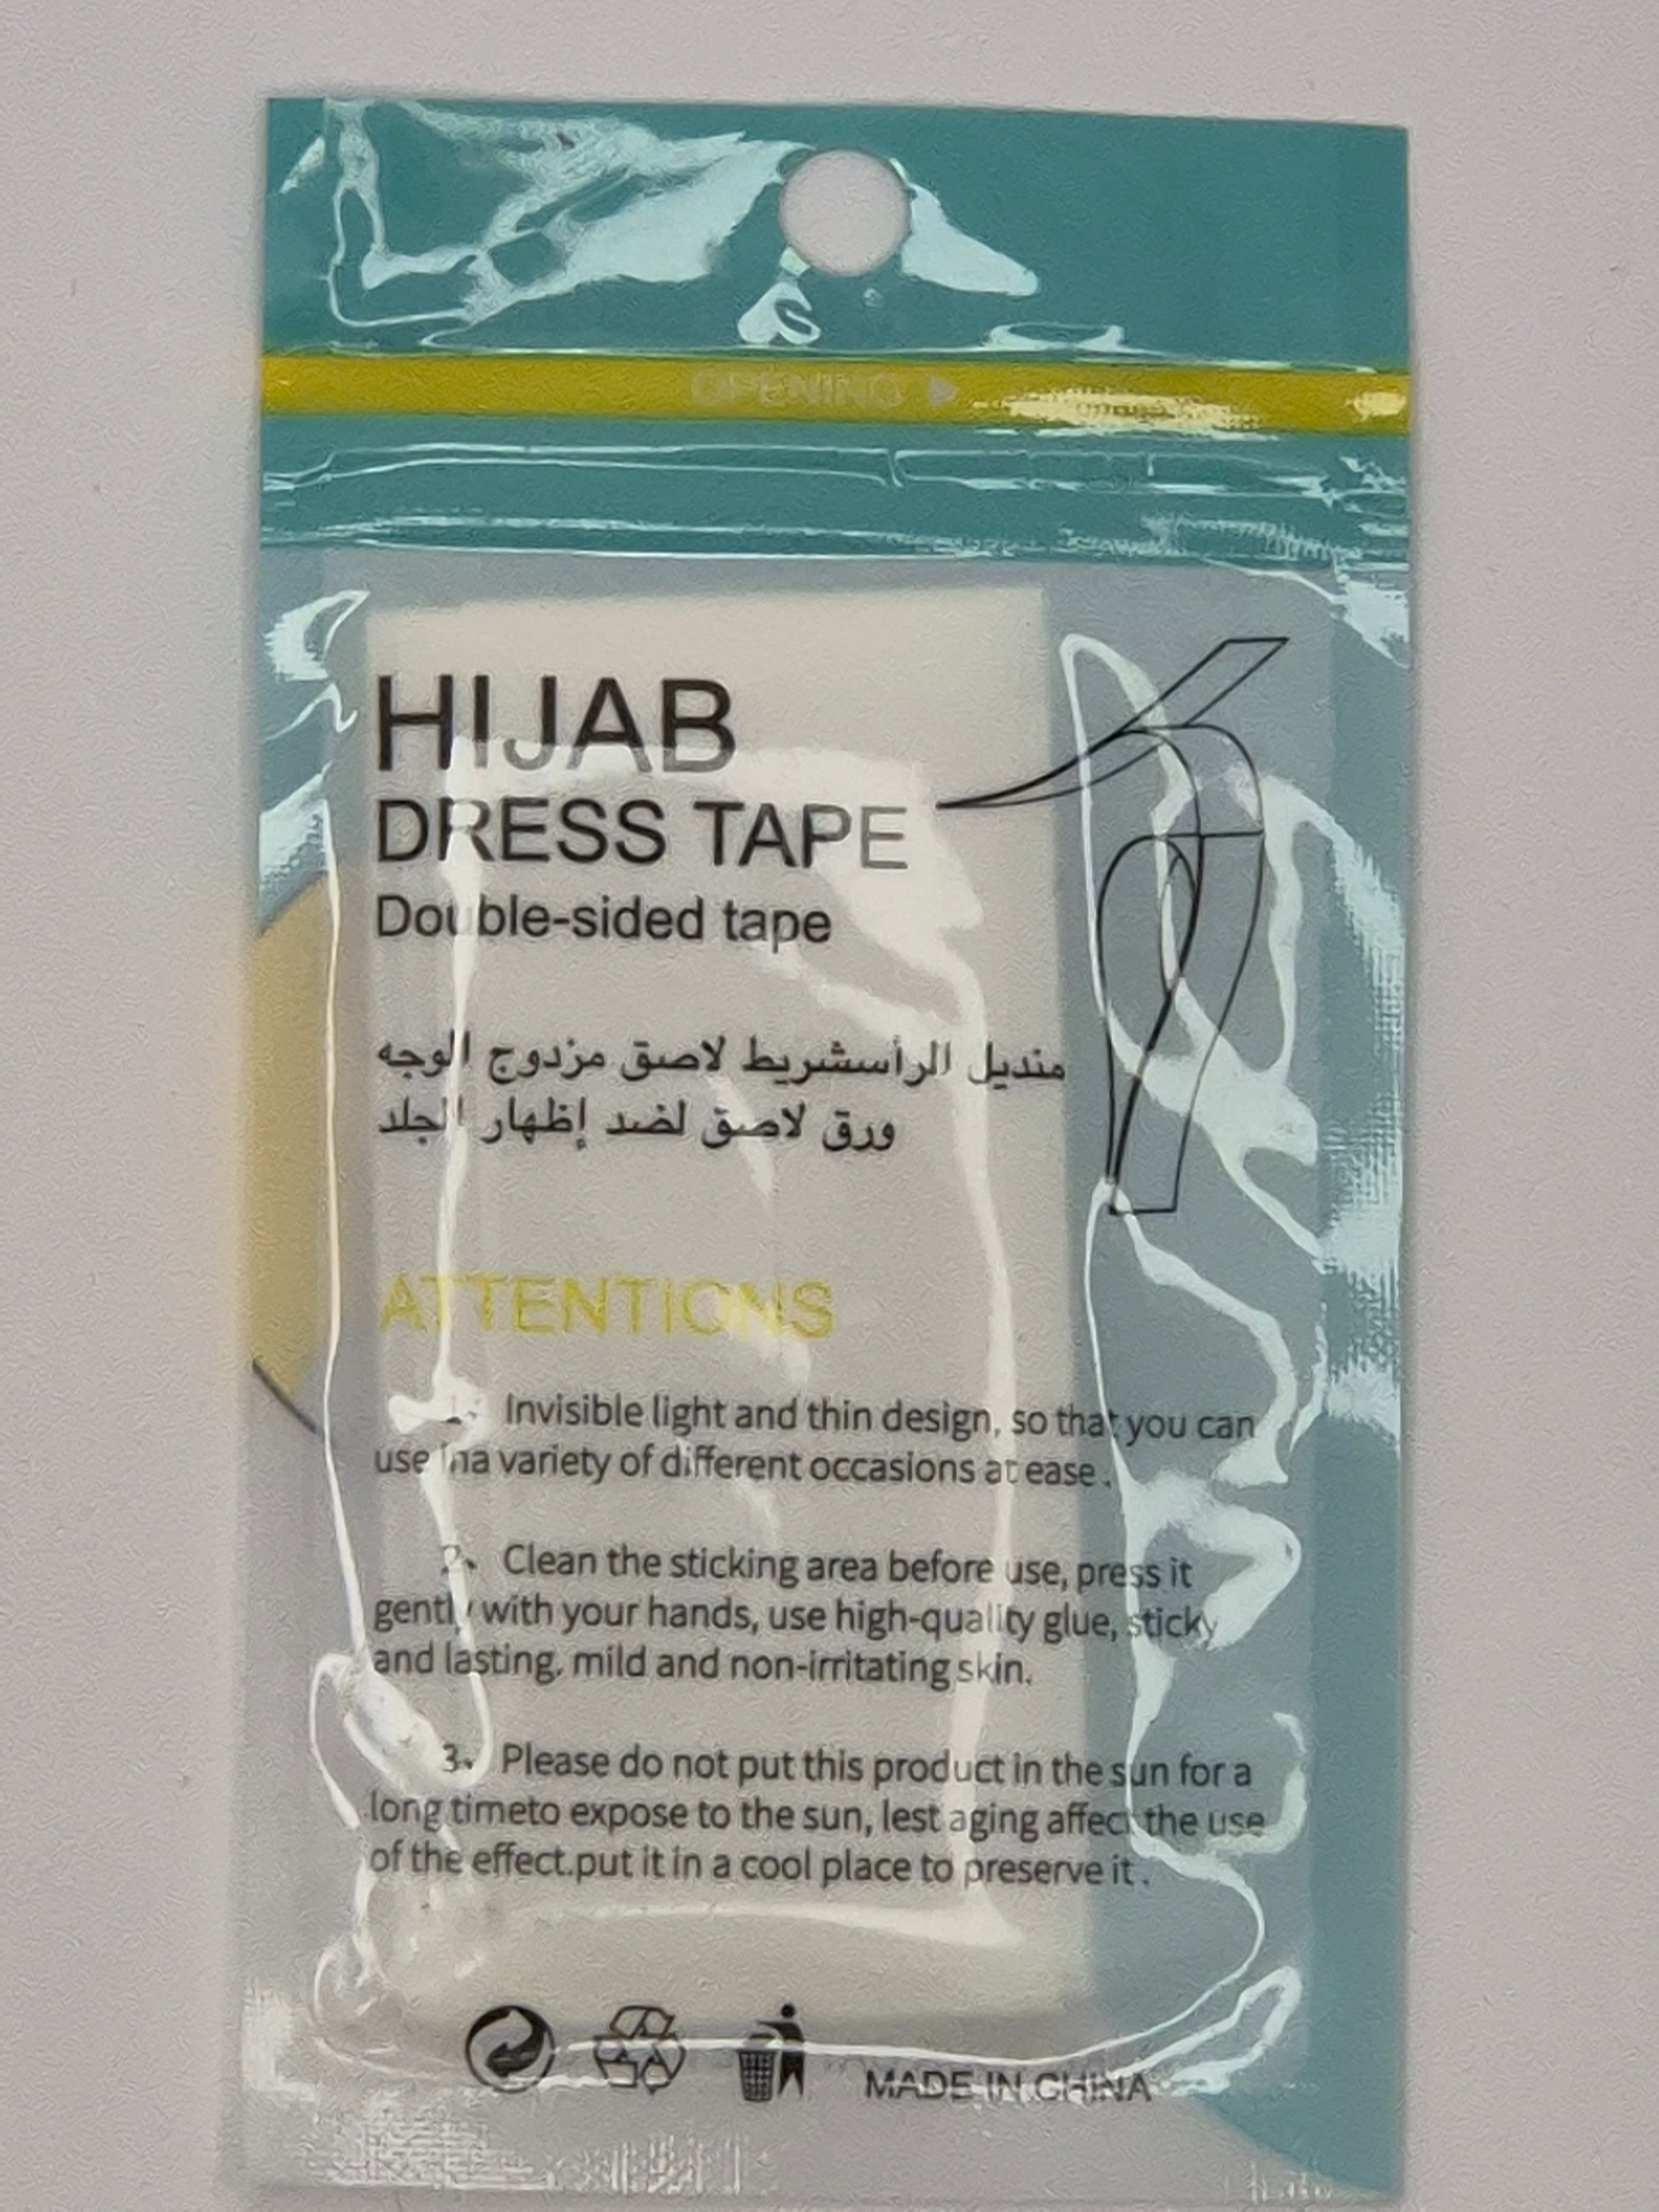 OPENING
HIJAB
DRESS TAPE
Double-sided tape
منديل الرأسشريط لاصق مزدوج الوجه
ورق لاصق لضد إظهار الجلد
ATTENTIONS
1、 Invisible light and thin design, so that you can
use ina variety of different occasions at ease.
2、 Clean the sticking area before use, press it
gently with your hands, use high-quality glue, sticky
and lasting, mild and non-irritating skin.
3、 Please do not put this product in the sun for a
long timeto expose to the sun, lest aging affect the use
of the effect.put it in a cool place to preserve it.
MADE IN CHINA